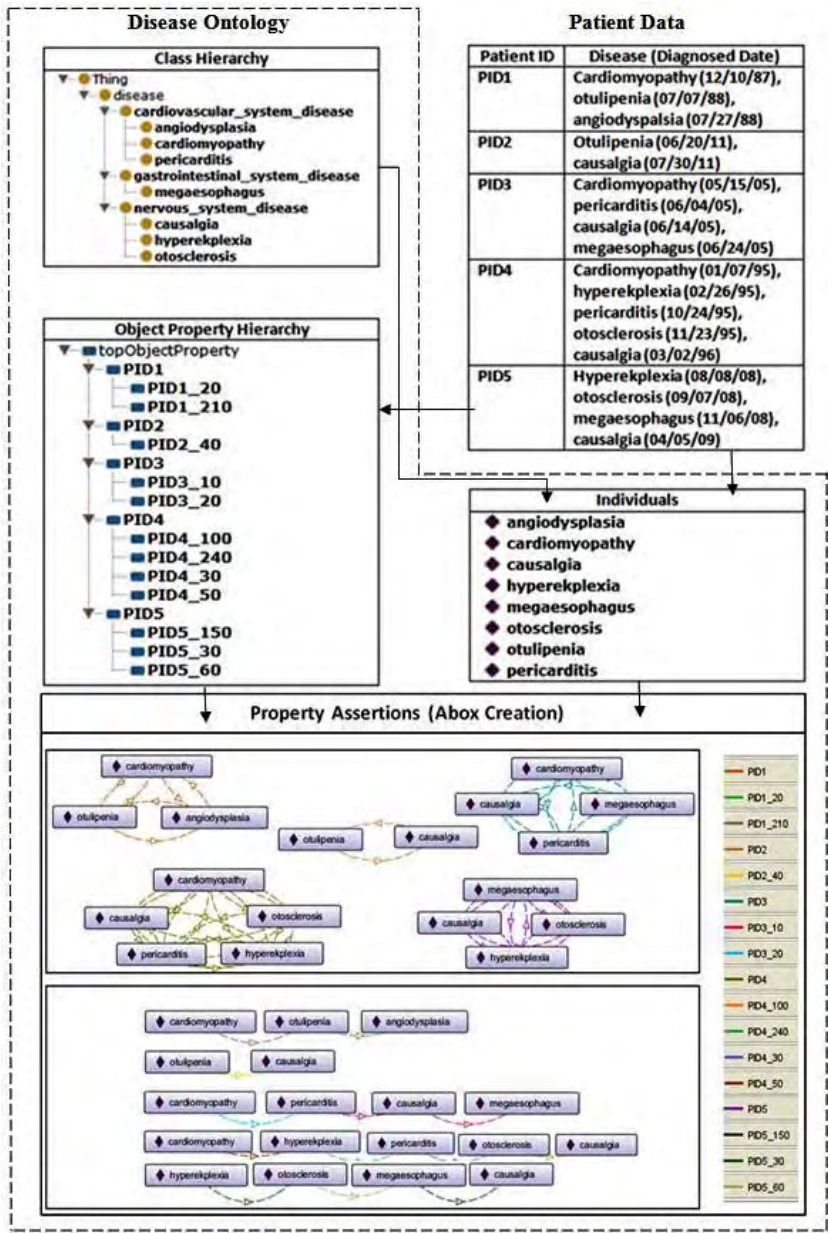 Disease Ontology
Patient Data
Class Hierarchy
Thing
disease
cardiovascular_system_disease
angiodysplasia
cardiomyopathy
pericarditis
gastrointestinal_system_disease
megaesophagus
nervous_system_disease
causalgia
hyperekplexia
otosclerosis
Patient ID Disease (Diagnosed Date)
PID1 Cardiomyopathy (12/10/87),
otulipenia (07/07/88),
angiodyspalsia (07/27/88)
PID2 Otulipenia (06/20/11),
causalgia (07/30/11)
PID3 Cardiomyopathy (05/15/05),
pericarditis (06/04/05),
causalgia (06/14/05),
megaesophagus (06/24/05)
PID4 Cardiomyopathy (01/07/95),
hyperekplexia (02/26/95),
pericarditis (10/24/95),
otosclerosis (11/23/95),
causalgia (03/02/96)
PID5 Hyperekplexia (08/08/08),
otosclerosis (09/07/08),
megaesophagus (11/06/08),
causalgia (04/05/09)
Object Property Hierarchy
topObjectProperty
PID1
PID1_20
PID1_210
PID2
PID2_40
PID3
PID3_10
PID3_20
PID4
PID4_100
PID4_240
PID4_30
PID4_50
PID5
PID5_150
PID5_30
PID5_60
Individuals
angiodysplasia
cardiomyopathy
causalgia
hyperekplexia
megaesophagus
otosclerosis
otulipenia
pericarditis
Property Assertions (Abox Creation)
cardiomyopathy
otulipenia angiodysplasia
otulipenia causalgia
cardiomyopathy
causalgia megaesophagus
pericarditis
cardiomyopathy
causalgia otosclerosis
pericarditis hyperekplexia
megaesophagus
causalgia otosclerosis
hyperekplexia
cardiomyopathy otulipenia angiodysplasia
otulipenia causalgia
cardiomyopathy pericarditis causalgia megaesophagus
cardiomyopathy hyperekplexia pericarditis otosclerosis causalgia
hyperekplexia otosclerosis megaesophagus causalgia
PID1
PID1_20
PID1_210
PID2
PID2_40
PID3
PID3_10
PID3_20
PID4
PID4_100
PID4_240
PID4_30
PID4_50
PID5
PID5_150
PID5_30
PID5_60